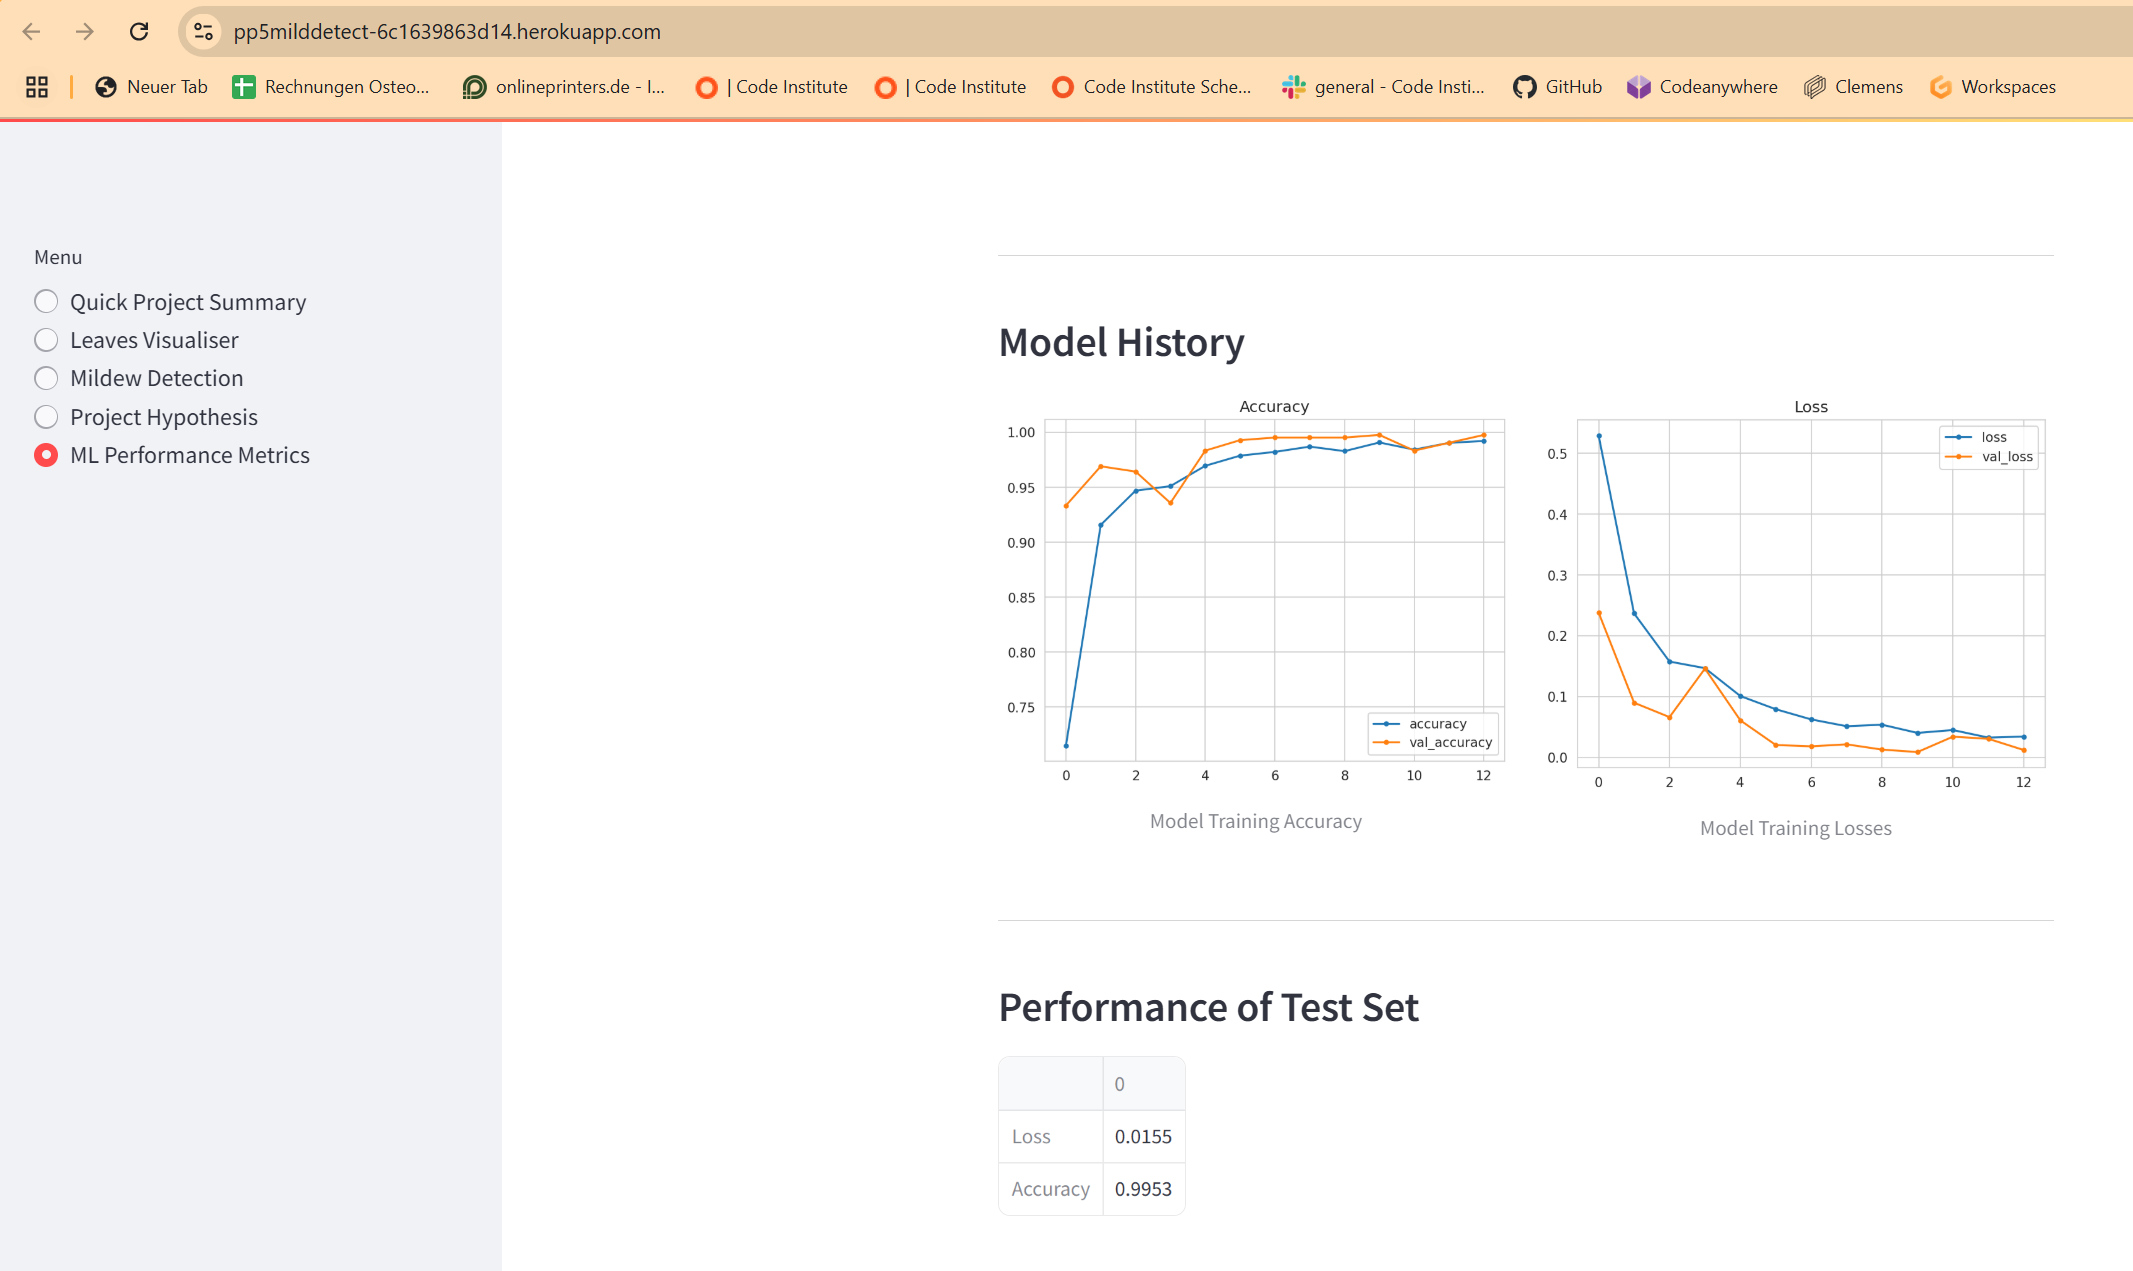 pp5milddetect-6c1639863d14.herokuapp.com
Neuer Tab
Rechnungen Osteo...
onlineprinters.de - I...
| Code Institute
| Code Institute
Code Institute Sche...
general - Code Insti...
GitHub
Codeanywhere
Clemens
Workspaces
Menu
Quick Project Summary
Leaves Visualiser
Mildew Detection
Project Hypothesis
ML Performance Metrics
Model History
Accuracy
1.00
0.95
0.90
0.85
0.80
0.75
accuracy
val_accuracy
0 2 4 6 8 10 12
Model Training Accuracy
Loss
loss
val_loss
0.5
0.4
0.3
0.2
0.1
0.0
0 2 4 6 8 10 12
Model Training Losses
Performance of Test Set
0
Loss 0.0155
Accuracy 0.9953